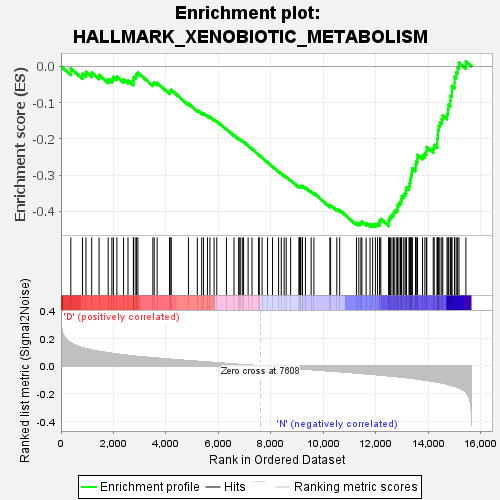 Enrichment plot:
HALLMARK_XENOBIOTIC_METABOLISM
Enrichment score (ES)
0.0
-0.1
-0.2
-0.3
-0.4
Ranked list metric (Signal2Noise)
'D' (positively correlated)
0.4
0.2
0.0
-0.2
-0.4
Zero cross at 7608
'N' (negatively correlated)
0
2,000
4,000
6,000
8,000
10,000
12,000
14,000
16,000
Rank in Ordered Dataset
Enrichment profile
Hits
Ranking metric scores